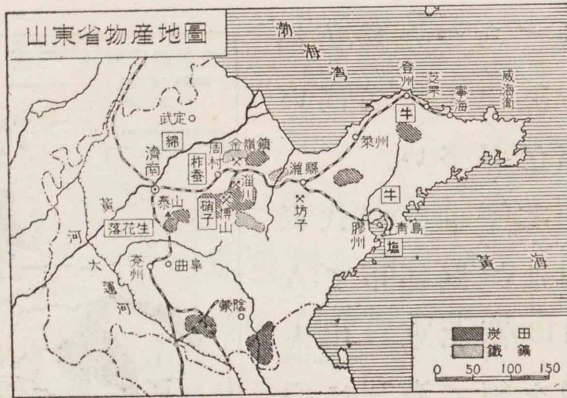 山東省物産地圖
渤海湾
登州
芝罘
寧海
威海衛
牛
武定
綿
周村
金嶺鎮
萊州
濟南
柞蚕
濰縣
淄川
牛
泰山
硝子
博山
坊子
膠州
青島
塩
黃河
落花生
大運河
兗州
曲阜
蒙陰
黃海
炭田
鐵鑛
0 50 100 150